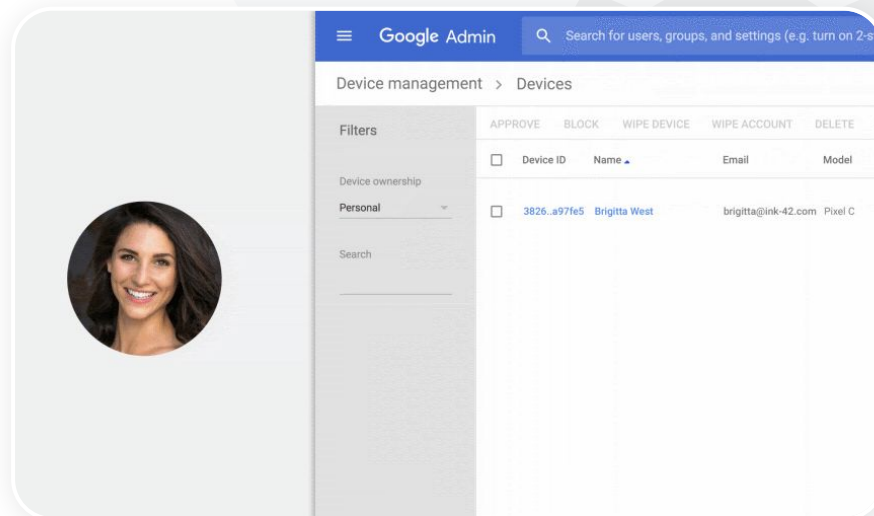 Google Admin
Search for users, groups, and settings (e.g. turn on 2-s
Device management > Devices
Filters
Device ownership
Personal
Search
APPROVE BLOCK WIPE DEVICE WIPE ACCOUNT DELETE
Device ID Name Email Model
3826..a97fe5 Brigitta West brigitta@ink-42.com Pixel C